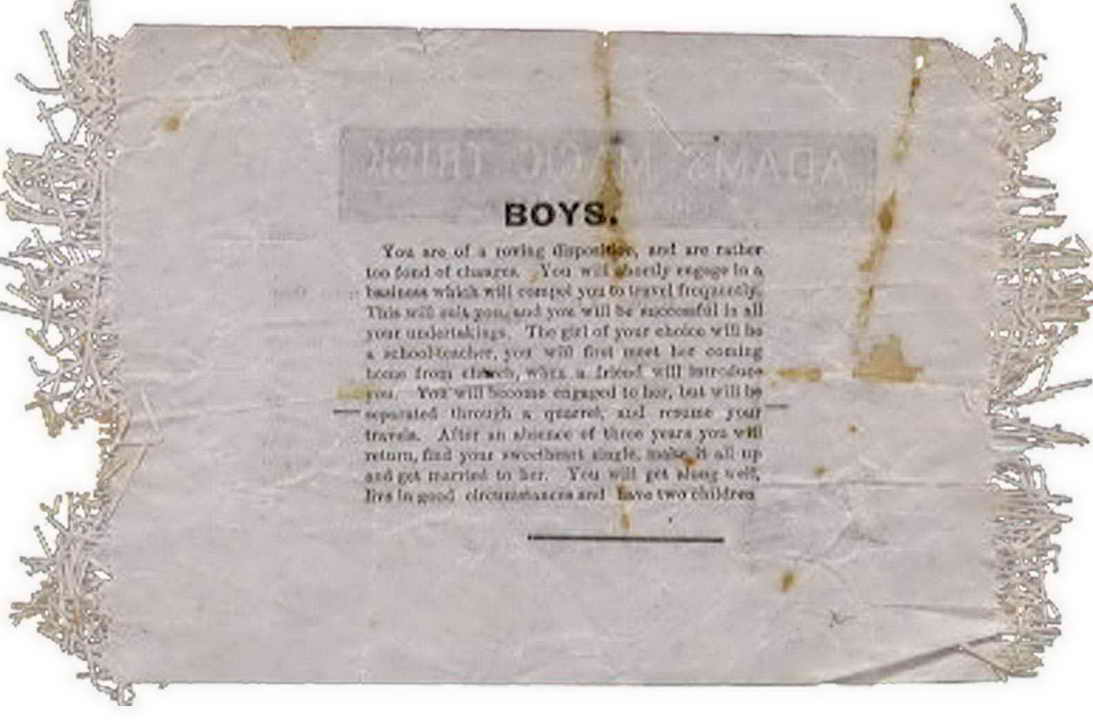 ADAMS MAGIC TRICK
BOYS.
You are of a roving disposition, and are rather
too fond of changes. You will shortly engage in a
business which will compel you to travel frequently,
This will suit you, and you will be successful in all
your undertakings. The girl of your choice will be
a school-teacher, you will first meet her coming
home from church, when a friend will introduce
you. You will become engaged to her, but will be
separated through a quarrel, and resume your
travels. After an absence of three years you will
return, find your sweetheart single, make it all up
and get married to her. You will get along well,
live in good circumstances and have two children